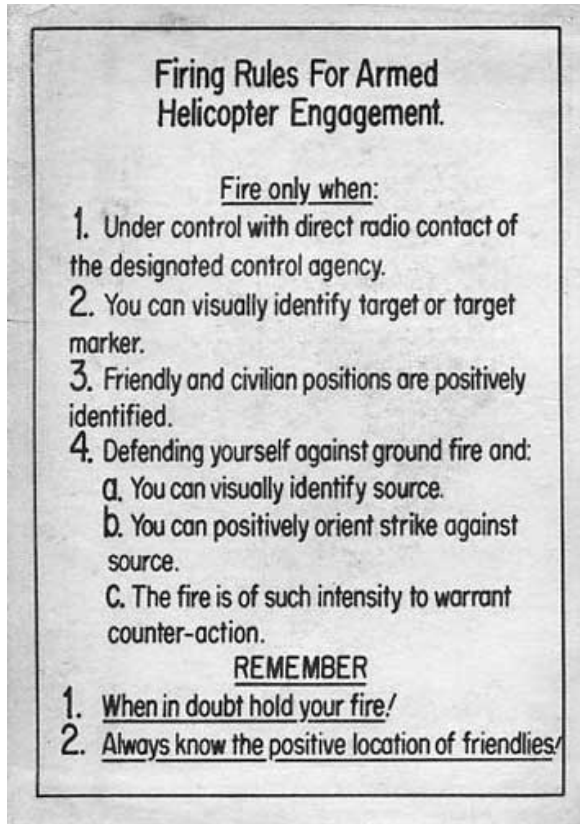 Firing Rules For Armed
Helicopter Engagement.
Fire only when:
1. Under control with direct radio contact of
the designated control agency.
2. You can visually identify target or target
marker.
3. Friendly and civilian positions are positively
identified.
4. Defending yourself against ground fire and:
a. You can visually identify source.
b. You can positively orient strike against
source.
c. The fire is of such intensity to warrant
counter-action.
REMEMBER
1. When in doubt hold your fire!
2. Always know the positive location of friendlies!